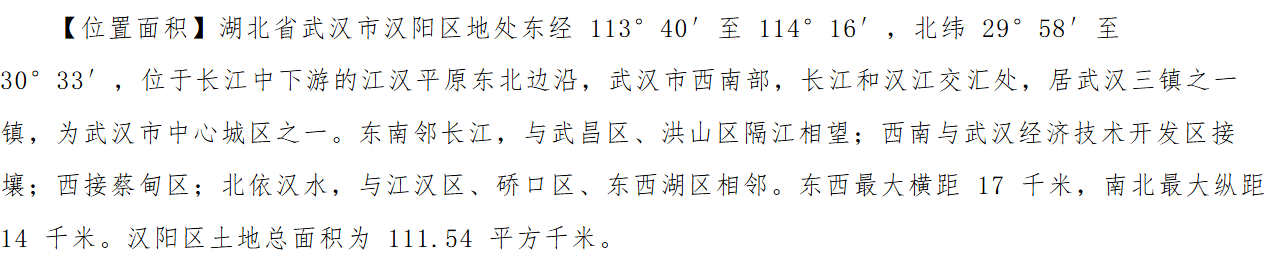 【位置面积】湖北省武汉市汉阳区地处东经 113° 40′ 至 114° 16′ ，北纬 29° 58′ 至
30° 33′ ，位于长江中下游的江汉平原东北边沿，武汉市西南部，长江和汉江交汇处，居武汉三镇之一
镇，为武汉市中心城区之一。东南邻长江，与武昌区、洪山区隔江相望；西南与武汉经济技术开发区接
壤；西接蔡甸区；北依汉水，与江汉区、硚口区、东西湖区相邻。东西最大横距 17 千米，南北最大纵距
14 千米。汉阳区土地总面积为 111.54 平方千米。